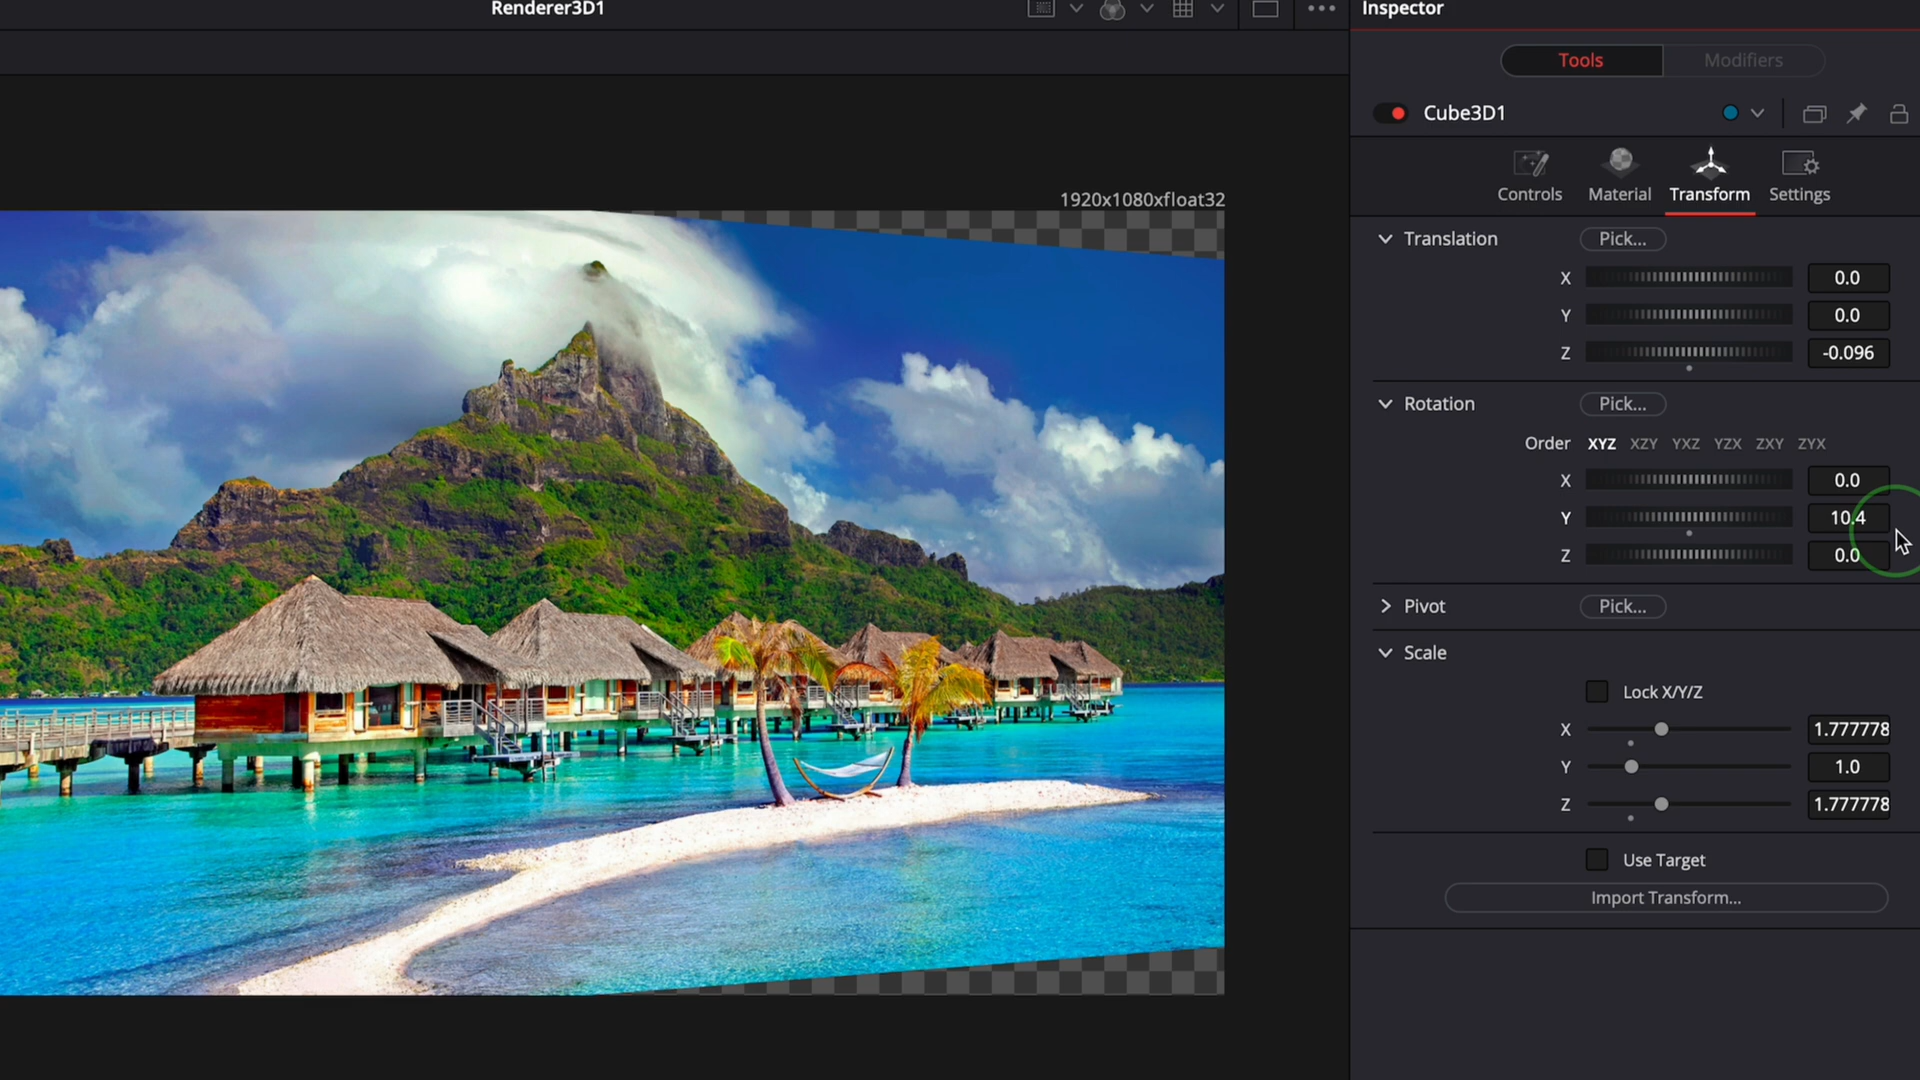 Renderer3D1
Inspector
Tools
Modifiers
Cube3D1
Controls
Material
Transform
Settings
1920x1080xfloat32
Translation
Pick...
X
0.0
Y
0.0
Z
-0.096
Rotation
Pick...
Order
XYZ
XZY
YXZ
YZX
ZXY
ZYX
X
0.0
Y
10.4
Z
0.0
Pivot
Pick...
Scale
Lock X/Y/Z
X
1.777778
Y
1.0
Z
1.777778
Use Target
Import Transform...